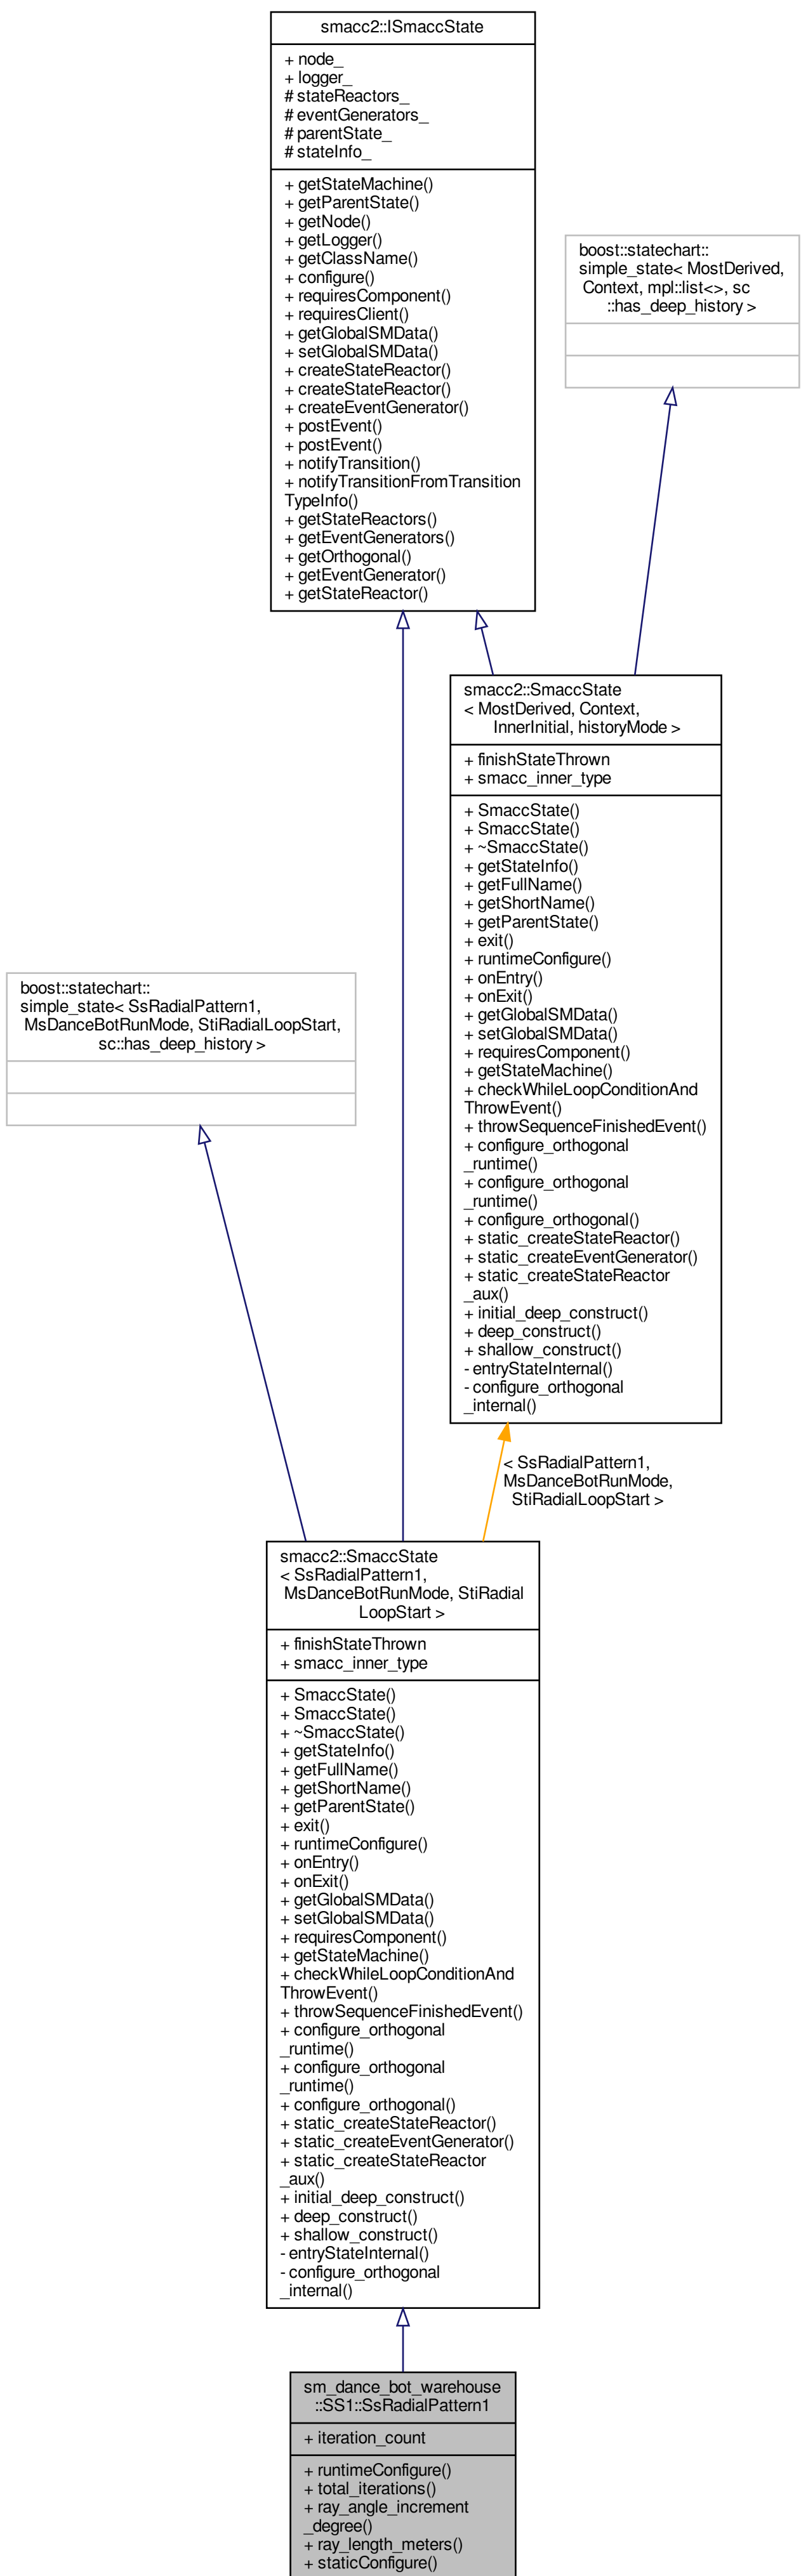 smacc2::ISmaccState
+ node_
+ logger_
# stateReactors_
# eventGenerators_
# parentState_
# stateInfo_
+ getStateMachine()
+ getParentState()
+ getNode()
+ getLogger()
+ getClassName()
+ configure()
+ requiresComponent()
+ requiresClient()
+ getGlobalSMData()
+ setGlobalSMData()
+ createStateReactor()
+ createStateReactor()
+ createEventGenerator()
+ postEvent()
+ postEvent()
+ notifyTransition()
+ notifyTransitionFromTransition
TypeInfo()
+ getStateReactors()
+ getEventGenerators()
+ getOrthogonal()
+ getEventGenerator()
+ getStateReactor()
boost::statechart::
simple_state< MostDerived,
Context, mpl::list<>, sc
::has_deep_history >
smacc2::SmaccState
< MostDerived, Context,
InnerInitial, historyMode >
+ finishStateThrown
+ smacc_inner_type
+ SmaccState()
+ SmaccState()
+ ~SmaccState()
+ getStateInfo()
+ getFullName()
+ getShortName()
+ getParentState()
+ exit()
+ runtimeConfigure()
+ onEntry()
+ onExit()
+ getGlobalSMData()
+ setGlobalSMData()
+ requiresComponent()
+ getStateMachine()
+ checkWhileLoopConditionAnd
ThrowEvent()
+ throwSequenceFinishedEvent()
+ configure_orthogonal
_runtime()
+ configure_orthogonal
_runtime()
+ configure_orthogonal()
+ static_createStateReactor()
+ static_createEventGenerator()
+ static_createStateReactor
_aux()
+ initial_deep_construct()
+ deep_construct()
+ shallow_construct()
- entryStateInternal()
- configure_orthogonal
_internal()
boost::statechart::
simple_state< SsRadialPattern1,
MsDanceBotRunMode, StiRadialLoopStart,
sc::has_deep_history >
< SsRadialPattern1,
MsDanceBotRunMode,
StiRadialLoopStart >
smacc2::SmaccState
< SsRadialPattern1,
MsDanceBotRunMode, StiRadial
LoopStart >
+ finishStateThrown
+ smacc_inner_type
+ SmaccState()
+ SmaccState()
+ ~SmaccState()
+ getStateInfo()
+ getFullName()
+ getShortName()
+ getParentState()
+ exit()
+ runtimeConfigure()
+ onEntry()
+ onExit()
+ getGlobalSMData()
+ setGlobalSMData()
+ requiresComponent()
+ getStateMachine()
+ checkWhileLoopConditionAnd
ThrowEvent()
+ throwSequenceFinishedEvent()
+ configure_orthogonal
_runtime()
+ configure_orthogonal
_runtime()
+ configure_orthogonal()
+ static_createStateReactor()
+ static_createEventGenerator()
+ static_createStateReactor
_aux()
+ initial_deep_construct()
+ deep_construct()
+ shallow_construct()
- entryStateInternal()
- configure_orthogonal
_internal()
sm_dance_bot_warehouse
::SS1::SsRadialPattern1
+ iteration_count
+ runtimeConfigure()
+ total_iterations()
+ ray_angle_increment
_degree()
+ ray_length_meters()
+ staticConfigure()